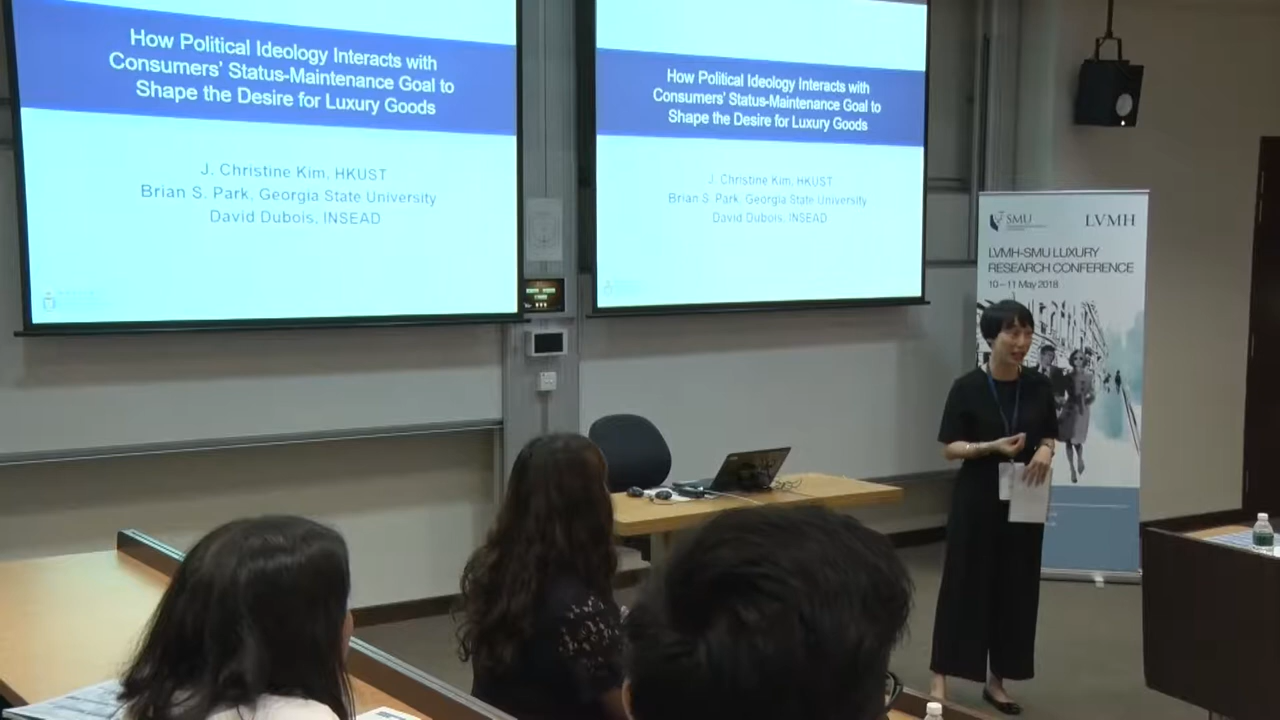 How Political Ideology Interacts with
Consumers' Status-Maintenance Goal to
Shape the Desire for Luxury Goods
J. Christine Kim, HKUST
Brian S. Park, Georgia State University
David Dubois, INSEAD
How Political Ideology Interacts with
Consumers' Status-Maintenance Goal to
Shape the Desire for Luxury Goods
J. Christine Kim, HKUST
Brian S. Park, Georgia State University
David Dubois, INSEAD
SMU
LVMH
LVMH-SMU LUXURY
RESEARCH CONFERENCE
10–11 May 2018